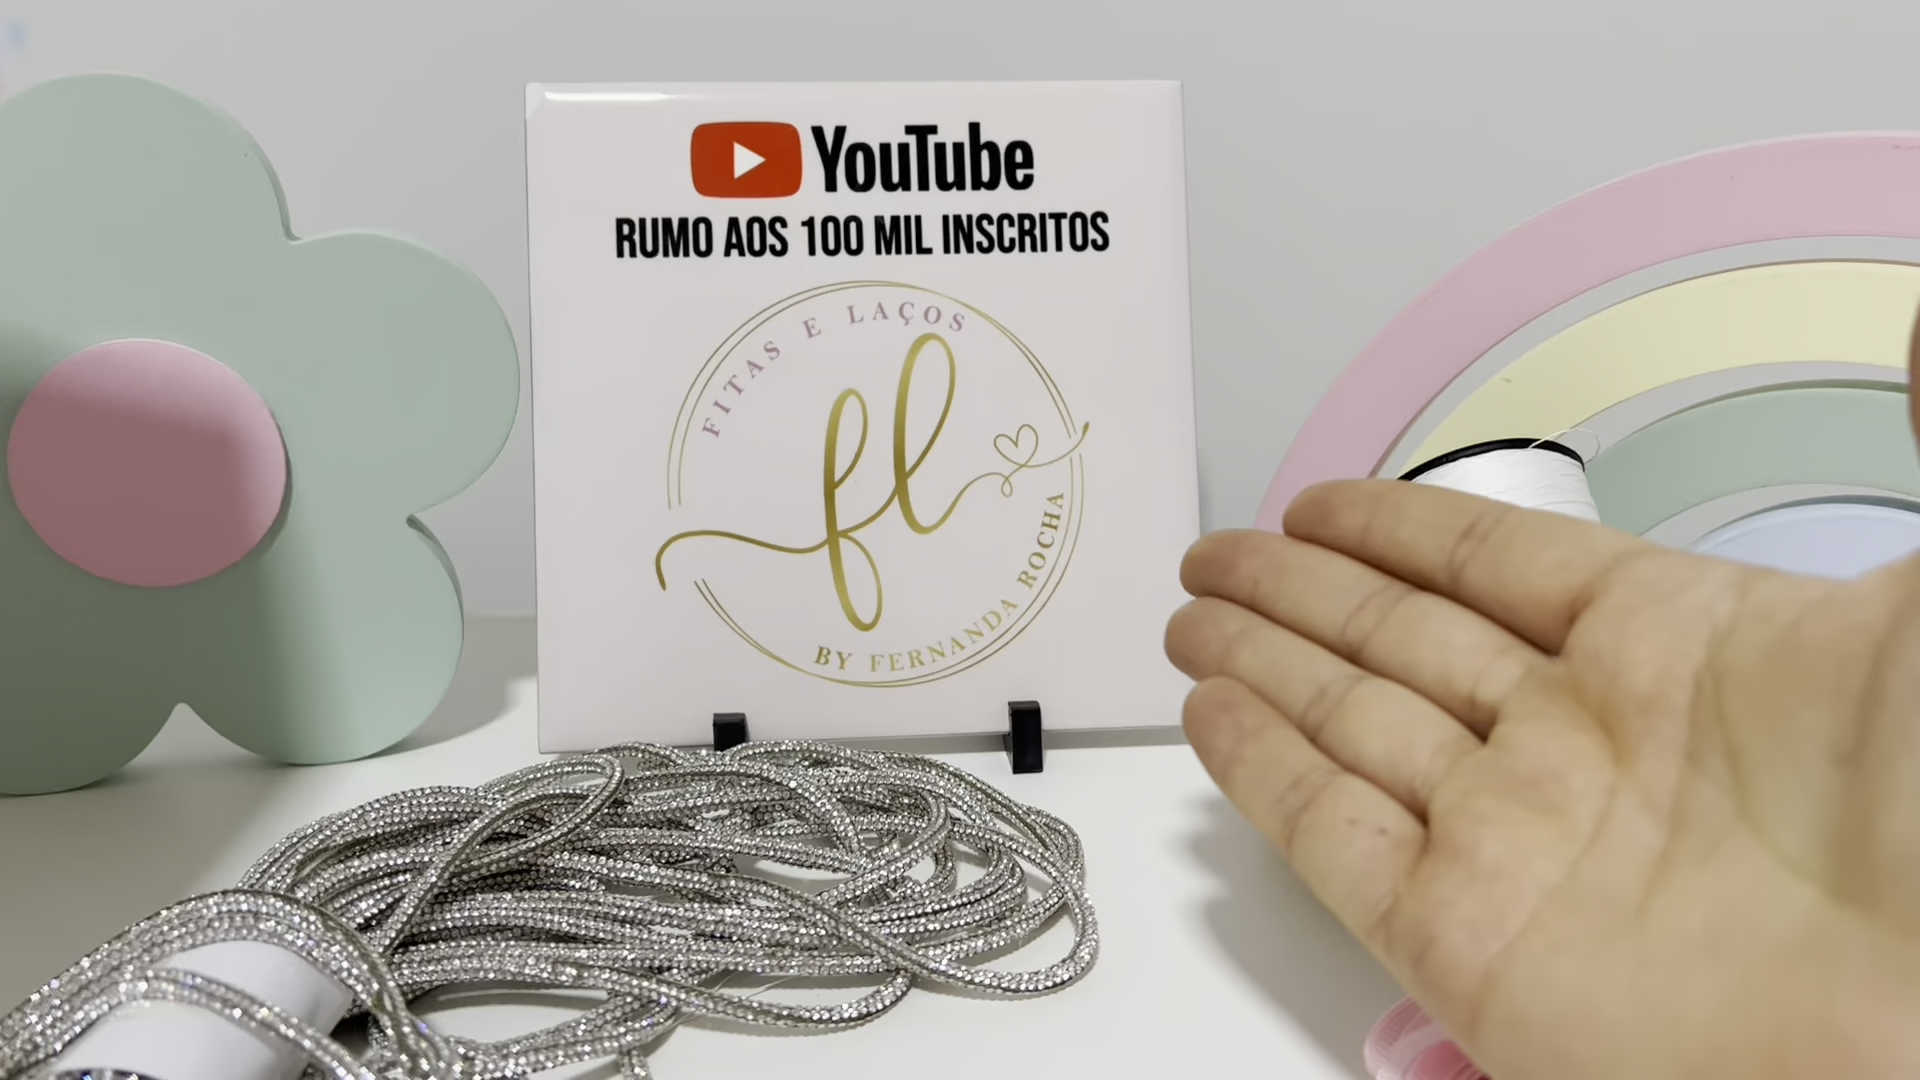 YouTube
RUMO AOS 100 MIL INSCRITOS
FITAS E LAÇOS
fl
BY FERNANDA ROCHA